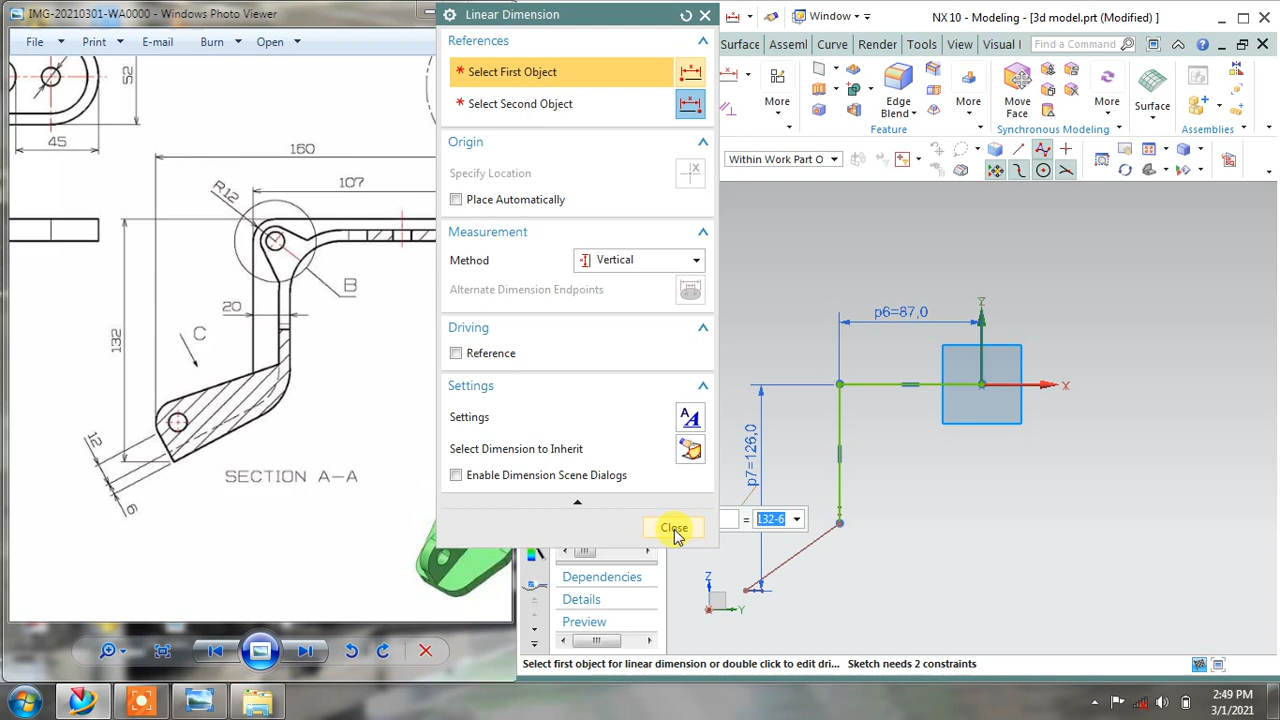 IMG-20210301-WA0000 - Windows Photo Viewer
File Print E-mail Burn Open
52
45
160
R12
107
B
20
132
C
12
6
SECTION A-A
Linear Dimension
References
* Select First Object
* Select Second Object
Origin
Specify Location
Place Automatically
Measurement
Method Vertical
Alternate Dimension Endpoints
Driving
Reference
Settings
Settings
Select Dimension to Inherit
Enable Dimension Scene Dialogs
Close
Window
NX 10 - Modeling - [3d model.prt (Modified) ]
Surface Assembl Curve Render Tools View Visual I Find a Command
More
Edge Blend
More
Move Face
More
Surface
Feature
Synchronous Modeling
Assemblies
Within Work Part O
p6=87,0
Z
X
p7=126,0
= 132-6
Z
Y
Dependencies
Details
Preview
Select first object for linear dimension or double click to edit dri... Sketch needs 2 constraints
2:49 PM
3/1/2021